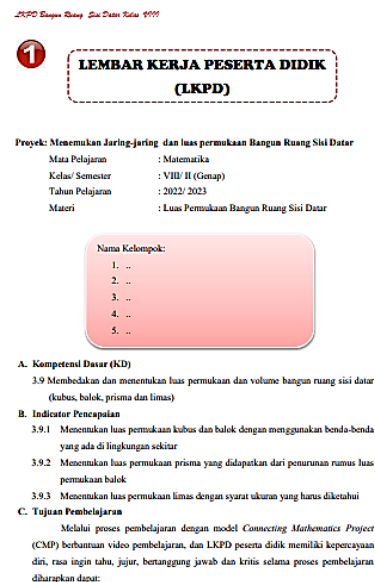 LKPD Bangun Ruang Sisi Datar Kelas VIII
1
LEMBAR KERJA PESERTA DIDIK
(LKPD)
Proyek: Menemukan Jaring-jaring dan luas permukaan Bangun Ruang Sisi Datar
Mata Pelajaran : Matematika
Kelas/ Semester : VIII/ II (Genap)
Tahun Pelajaran : 2022/ 2023
Materi : Luas Permukaan Bangun Ruang Sisi Datar
Nama Kelompok:
1. ..
2. ..
3. ..
4. ..
5. ..
A. Kompetensi Dasar (KD)
3.9 Membedakan dan menentukan luas permukaan dan volume bangun ruang sisi datar
(kubus, balok, prisma dan limas)
B. Indicator Pencapaian
3.9.1 Menentukan luas permukaan kubus dan balok dengan menggunakan benda-benda
yang ada di lingkungan sekitar
3.9.2 Menentukan luas permukaan prisma yang didapatkan dari penurunan rumus luas
permukaan balok
3.9.3 Menentukan luas permukaan limas dengan syarat ukuran yang harus diketahui
C. Tujuan Pembelajaran
Melalui proses pembelajaran dengan model Connecting Mathematics Project
(CMP) berbantuan video pembelajaran, dan LKPD peserta didik memiliki kepercayaan
diri, rasa ingin tahu, jujur, bertanggung jawab dan kritis selama proses pembelajaran
diharapkan dapat: